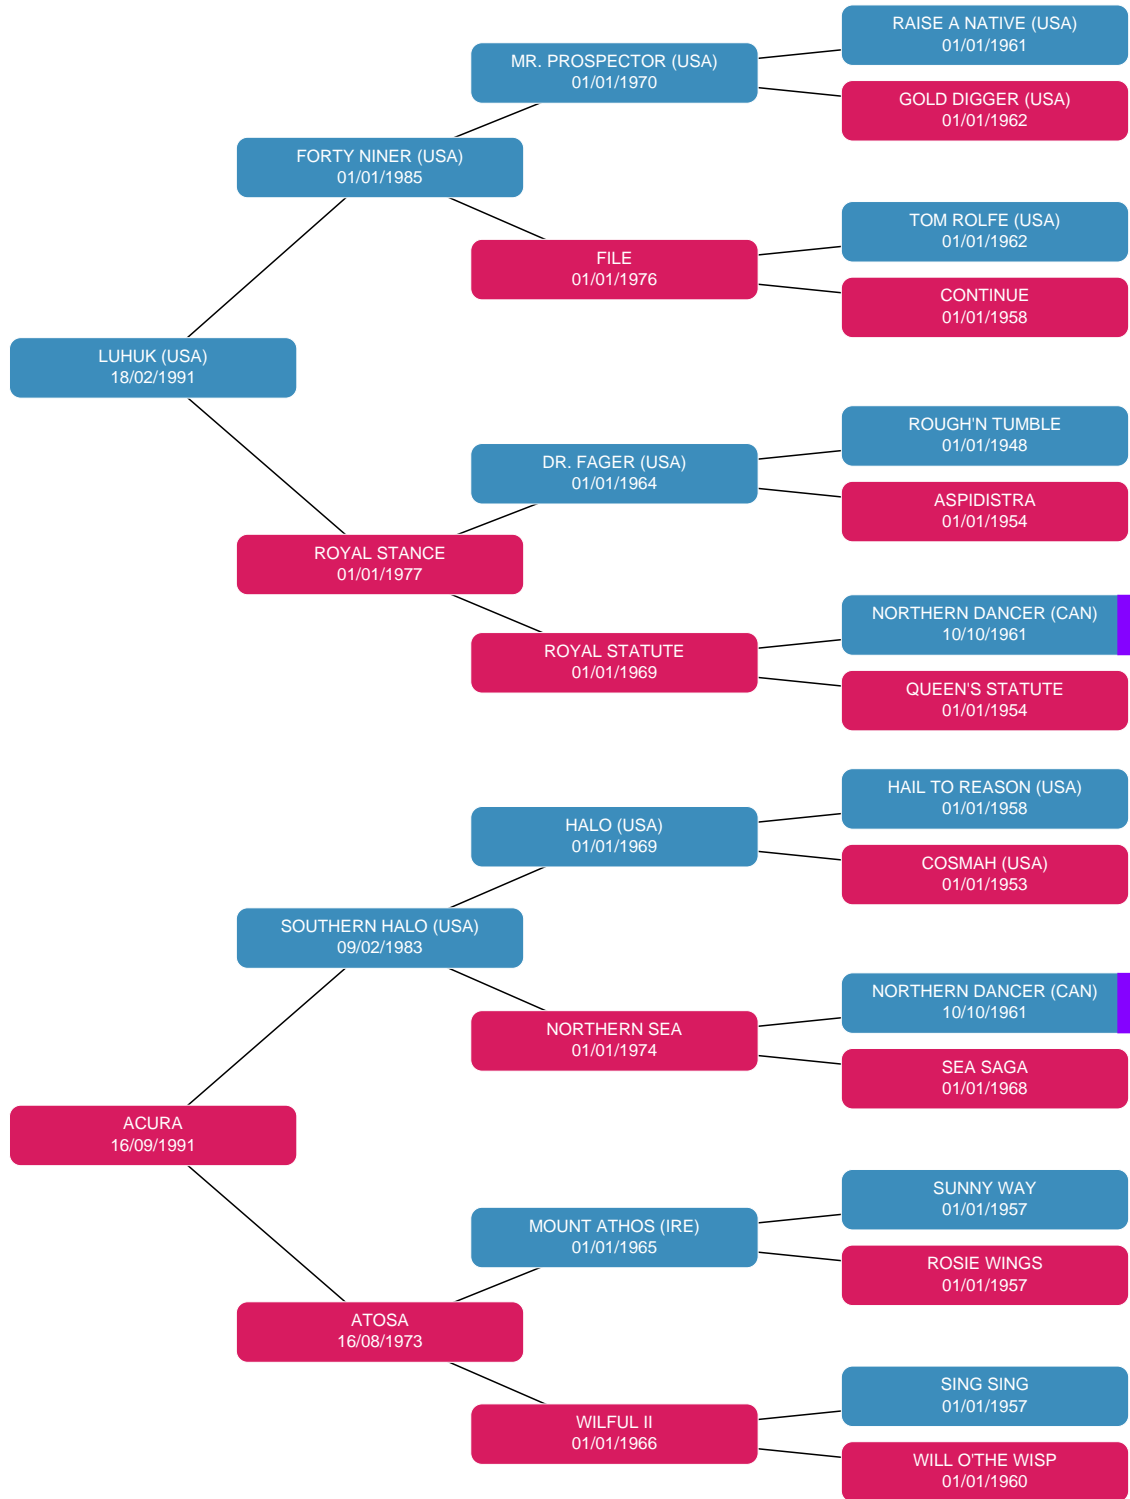 RAISE A NATIVE (USA)
01/01/1961
MR. PROSPECTOR (USA)
01/01/1970
GOLD DIGGER (USA)
01/01/1962
FORTY NINER (USA)
01/01/1985
TOM ROLFE (USA)
01/01/1962
FILE
01/01/1976
CONTINUE
01/01/1958
LUHUK (USA)
18/02/1991
ROUGH'N TUMBLE
01/01/1948
DR. FAGER (USA)
01/01/1964
ASPIDISTRA
01/01/1954
ROYAL STANCE
01/01/1977
NORTHERN DANCER (CAN)
10/10/1961
ROYAL STATUTE
01/01/1969
QUEEN'S STATUTE
01/01/1954
HAIL TO REASON (USA)
01/01/1958
HALO (USA)
01/01/1969
COSMAH (USA)
01/01/1953
SOUTHERN HALO (USA)
09/02/1983
NORTHERN DANCER (CAN)
10/10/1961
NORTHERN SEA
01/01/1974
SEA SAGA
01/01/1968
ACURA
16/09/1991
SUNNY WAY
01/01/1957
MOUNT ATHOS (IRE)
01/01/1965
ROSIE WINGS
01/01/1957
ATOSA
16/08/1973
SING SING
01/01/1957
WILFUL II
01/01/1966
WILL O'THE WISP
01/01/1960